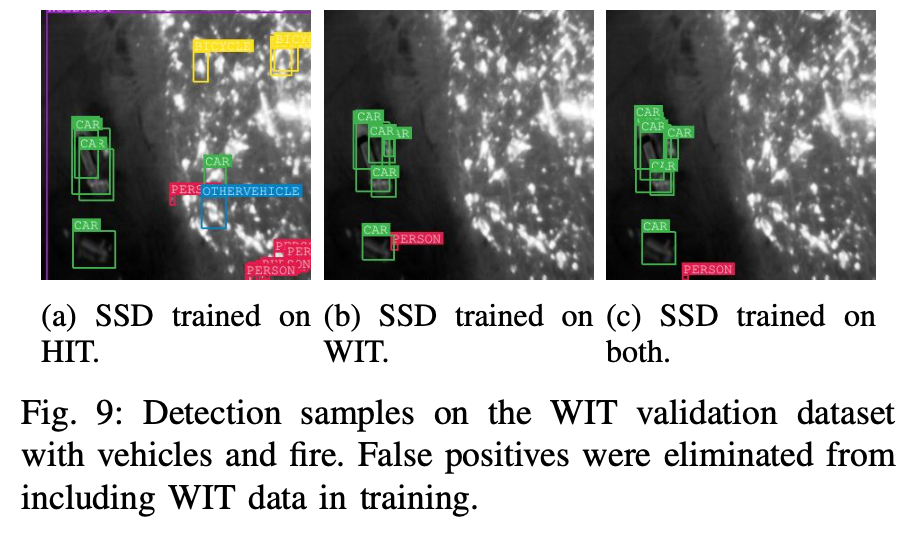 BICYCLE
CAR
CAR
CAR
OTHERVEHICLE
CAR
PERSON
CAR
CAR
CAR
CAR
PERSON
CAR
CAR
CAR
CAR
CAR
PERSON
(a) SSD trained on
HIT.
(b) SSD trained on
WIT.
(c) SSD trained on
both.
Fig. 9: Detection samples on the WIT validation dataset
with vehicles and fire. False positives were eliminated from
including WIT data in training.